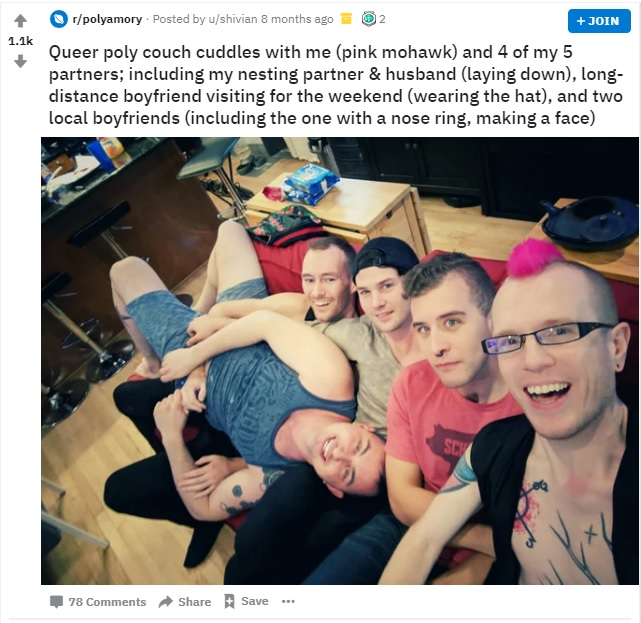 r/polyamory · Posted by u/shivian 8 months ago 2
+ JOIN
1.1k
Queer poly couch cuddles with me (pink mohawk) and 4 of my 5
partners; including my nesting partner & husband (laying down), long-
distance boyfriend visiting for the weekend (wearing the hat), and two
local boyfriends (including the one with a nose ring, making a face)
78 Comments Share Save ...